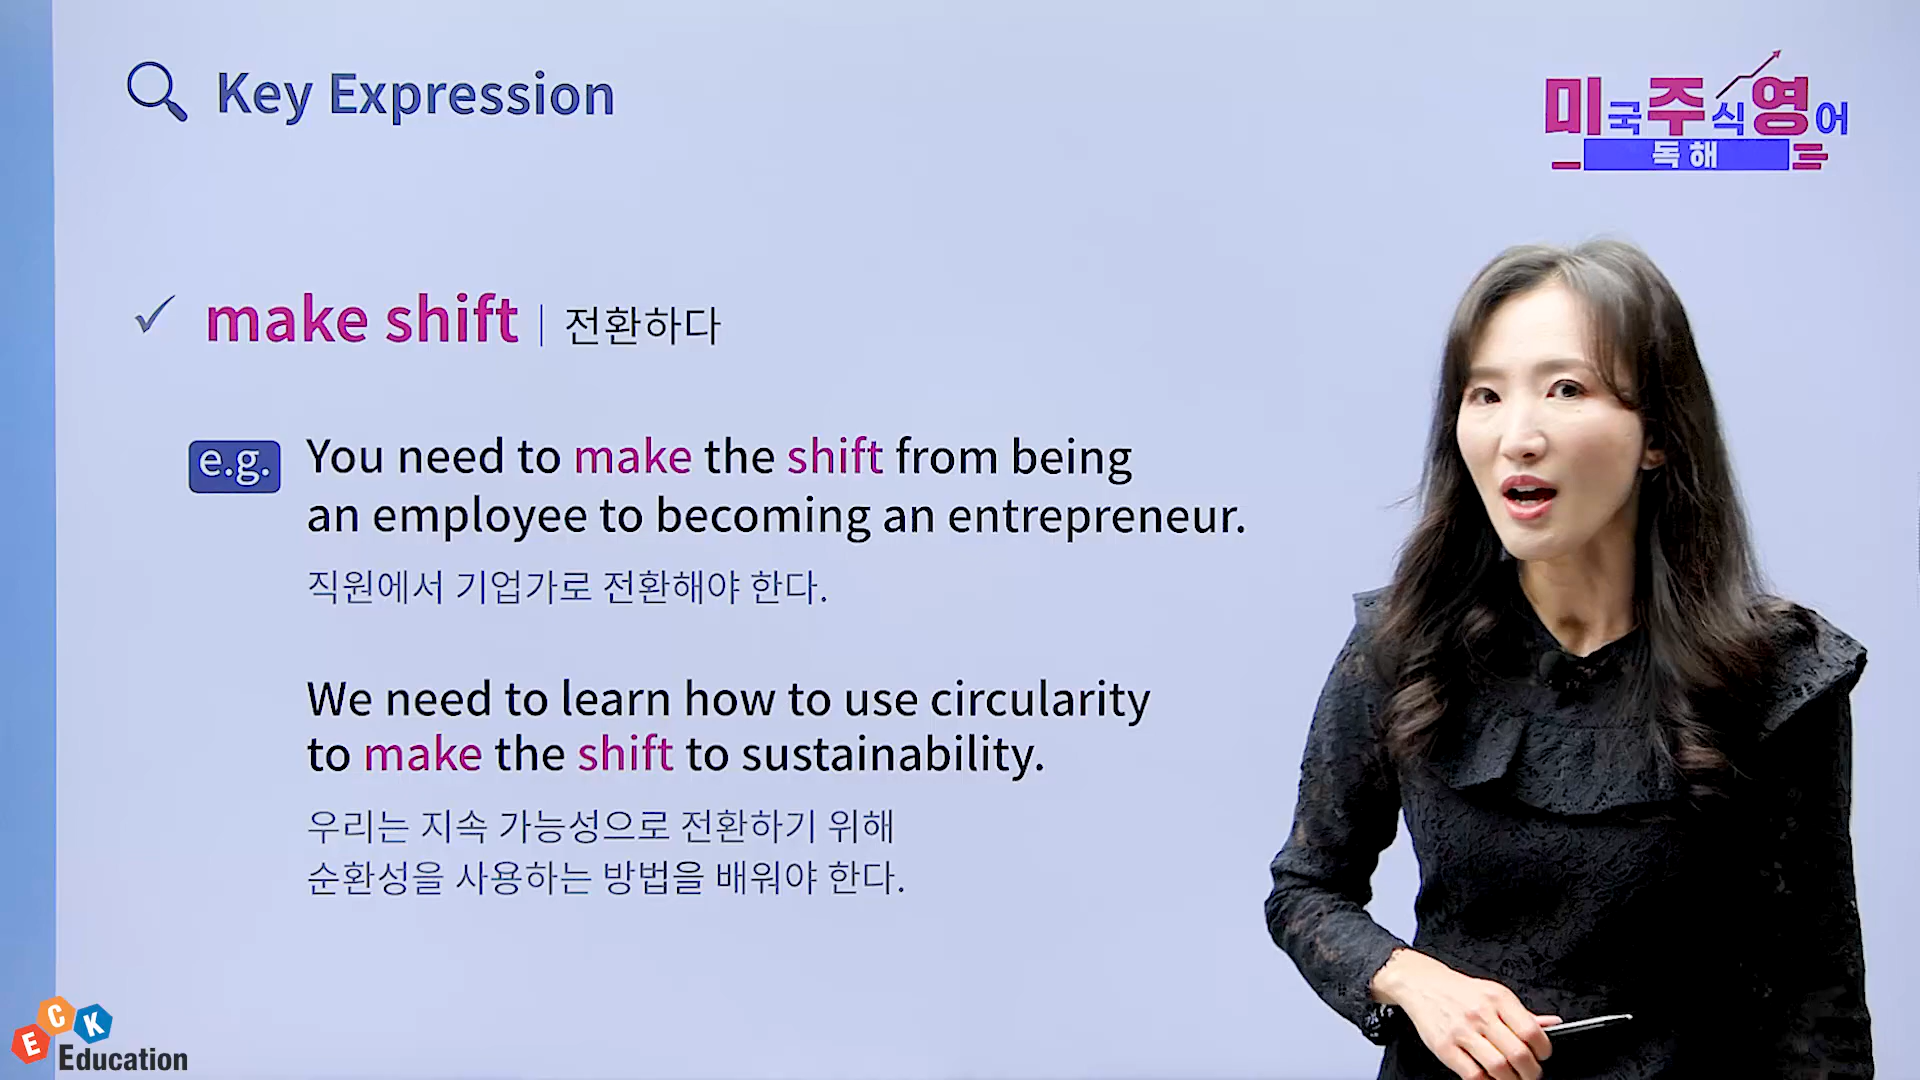 Key Expression
미국주식영어
독해
make shift | 전환하다
e.g. You need to make the shift from being
an employee to becoming an entrepreneur.
직원에서 기업가로 전환해야 한다.
We need to learn how to use circularity
to make the shift to sustainability.
우리는 지속 가능성으로 전환하기 위해
순환성을 사용하는 방법을 배워야 한다.
ECK
Education